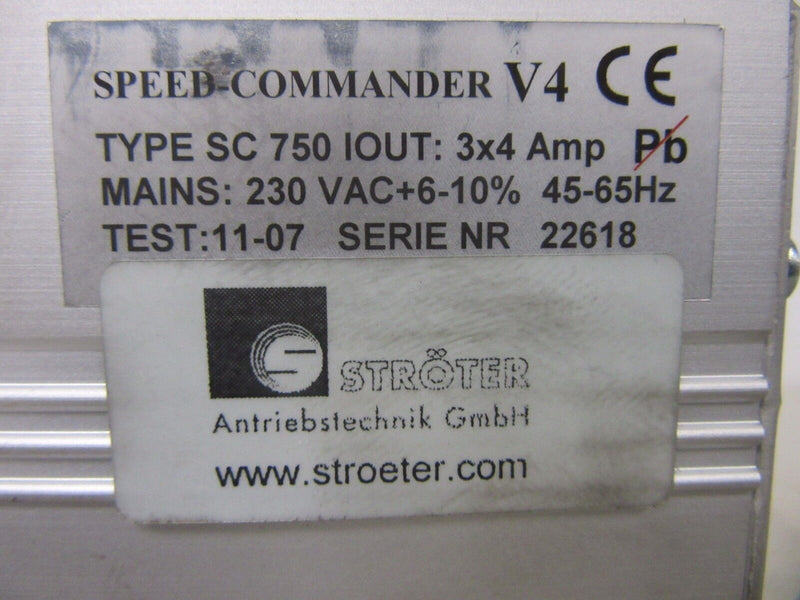 SPEED-COMMANDER V4 CE
TYPE SC 750 IOUT: 3x4 Amp Pb
MAINS: 230 VAC+6-10% 45-65Hz
TEST:11-07 SERIE NR 22618
S STRÖTER
Antriebstechnik GmbH
www.stroeter.com